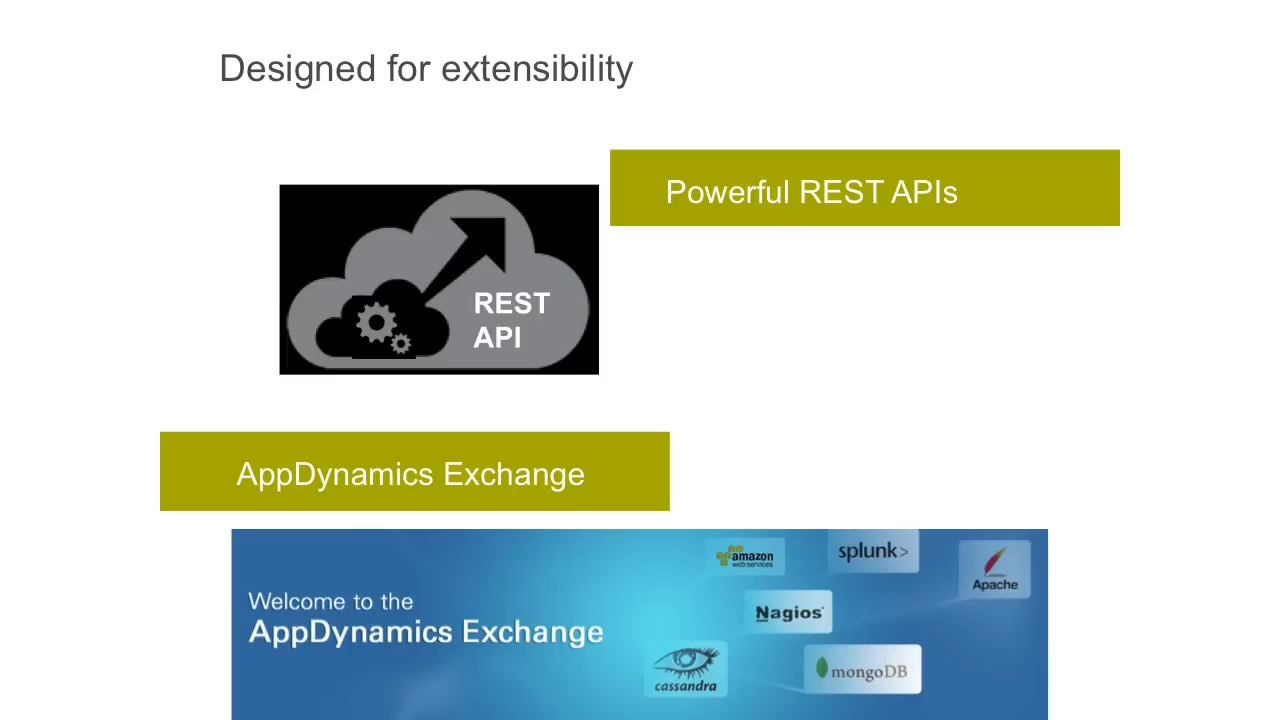 Designed for extensibility
Powerful REST APIs
REST
API
AppDynamics Exchange
Welcome to the
AppDynamics Exchange
amazon
web services
splunk>
Apache
Nagios
cassandra
mongoDB